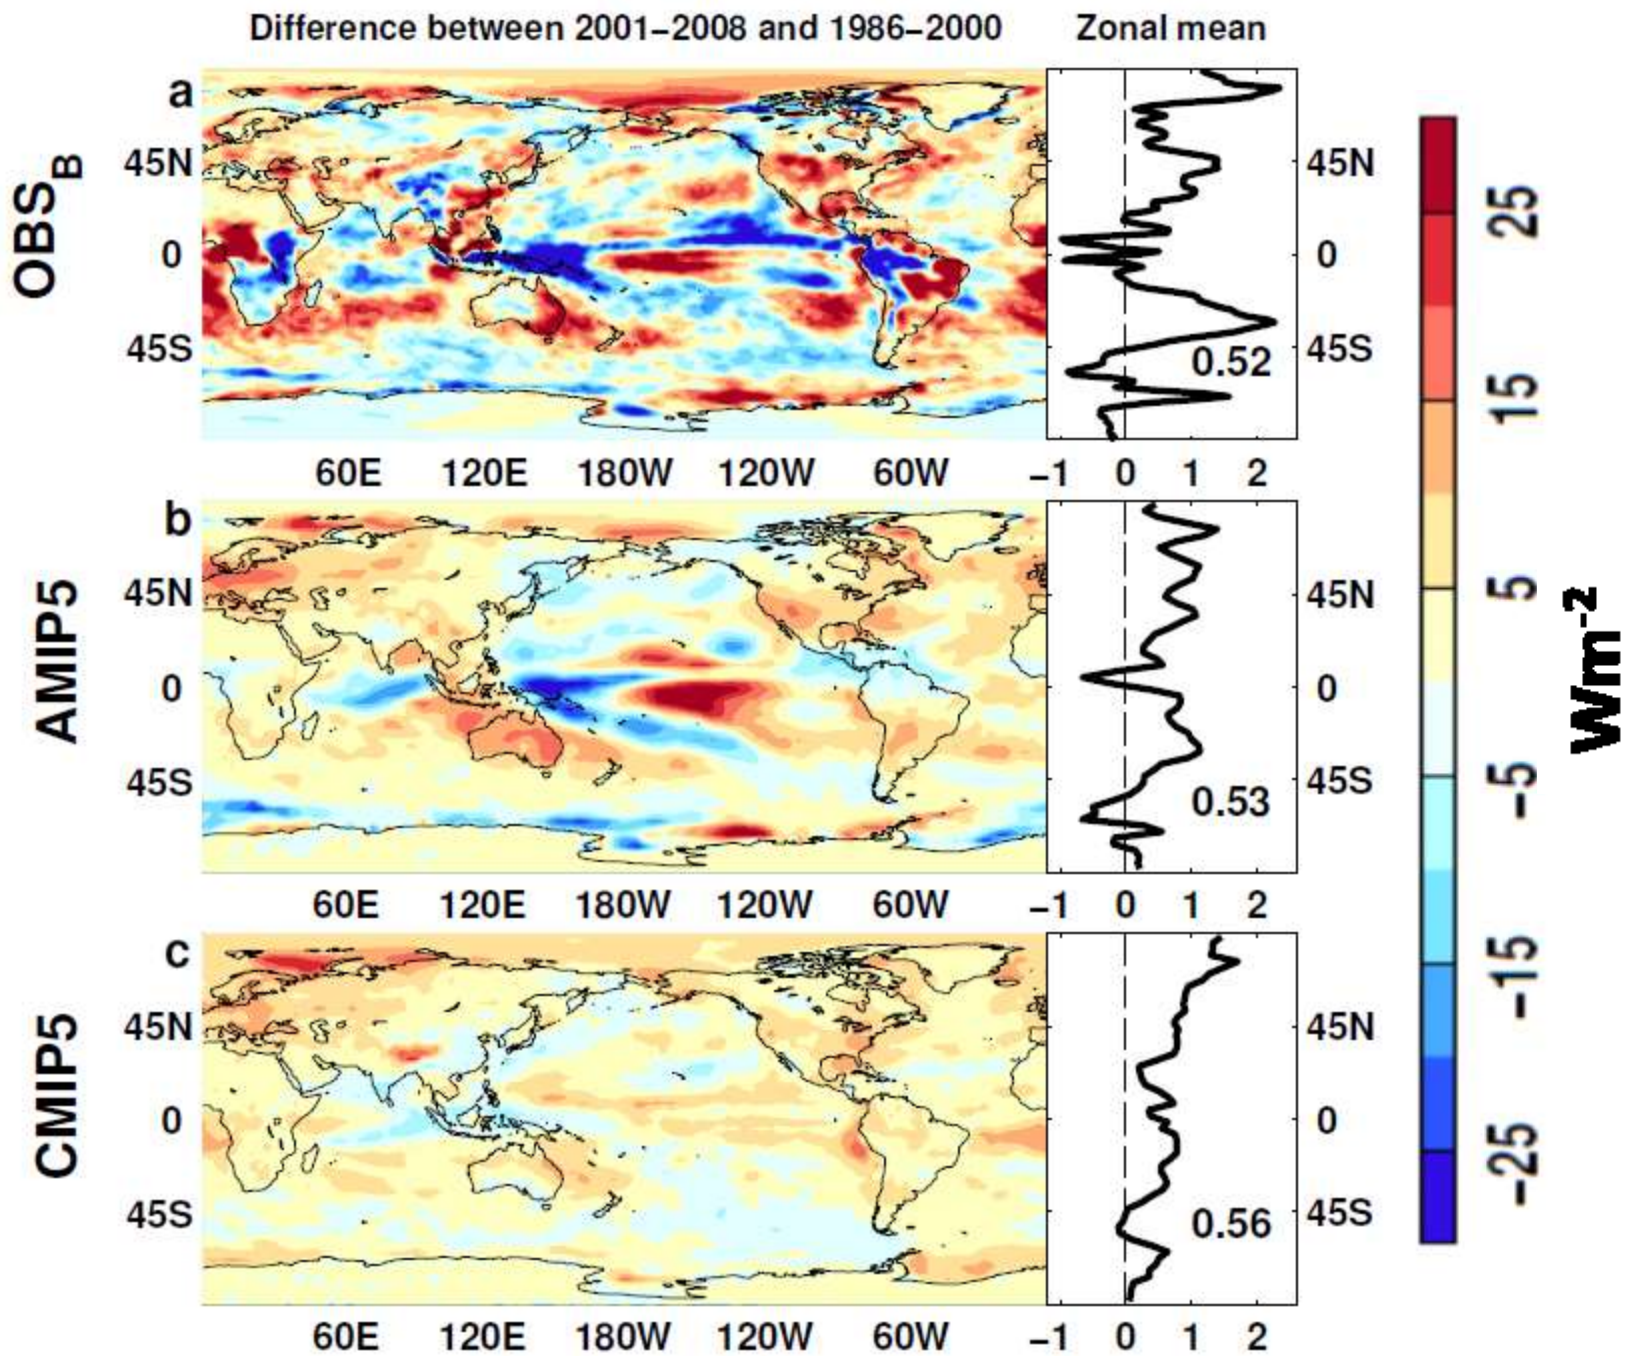 Difference between 2001−2008 and 1986−2000 Zonal mean
a
OBS_B
45N
0
45S
45N
0
45S
0.52
60E 120E 180W 120W 60W −1 0 1 2
b
AMIP5
45N
0
45S
45N
0
45S
0.53
60E 120E 180W 120W 60W −1 0 1 2
c
CMIP5
45N
0
45S
45N
0
45S
0.56
60E 120E 180W 120W 60W −1 0 1 2
25
15
5
−5
−15
−25
Wm⁻²